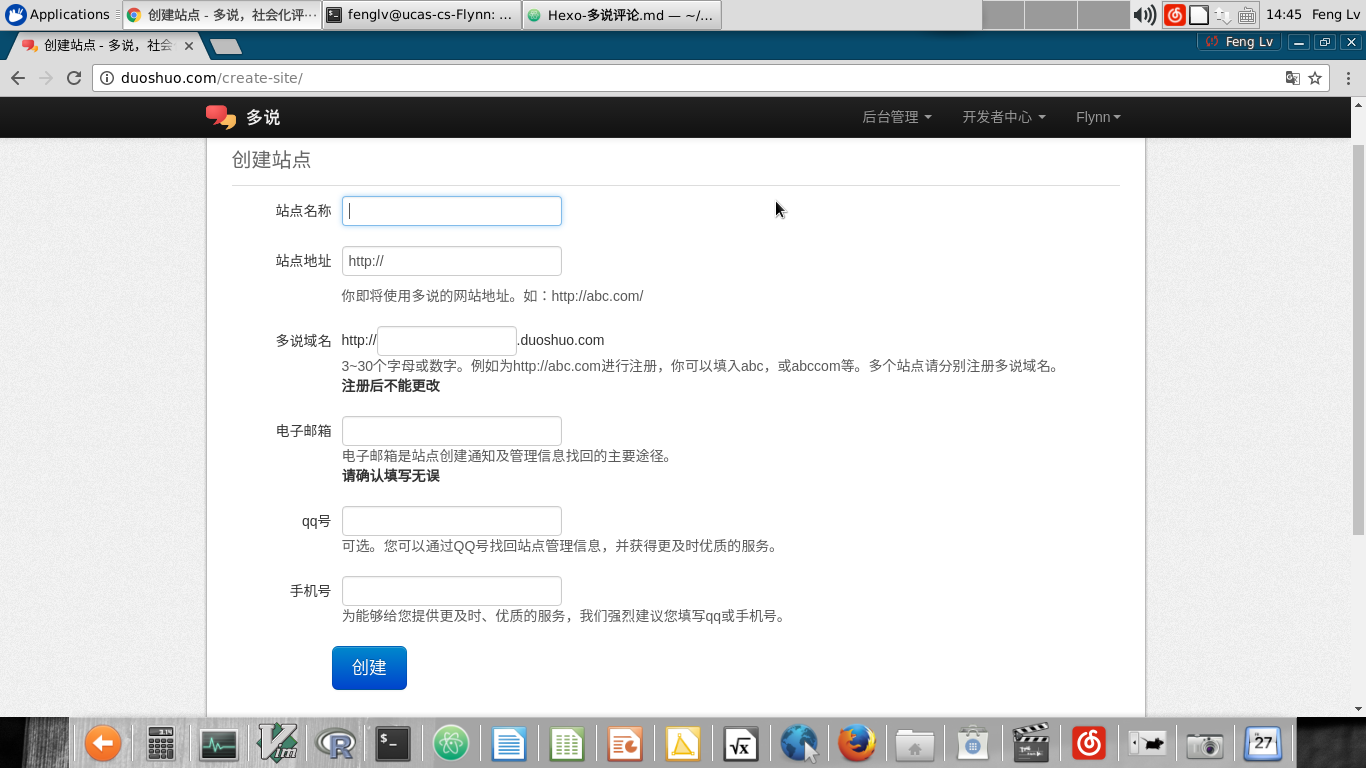 Applications
创建站点 - 多说，社会化评…
fenglv@ucas-cs-Flynn: ...
Hexo-多说评论.md — ~/...
14:45 Feng Lv
创建站点 - 多说，社会
Feng Lv
duoshuo.com/create-site/
多说
后台管理
开发者中心
Flynn
创建站点
站点名称
站点地址
http://
你即将使用多说的网站地址。如：http://abc.com/
多说域名
http://
.duoshuo.com
3~30个字母或数字。例如为http://abc.com进行注册，你可以填入abc，或abccom等。多个站点请分别注册多说域名。
注册后不能更改
电子邮箱
电子邮箱是站点创建通知及管理信息找回的主要途径。
请确认填写无误
qq号
可选。您可以通过QQ号找回站点管理信息，并获得更及时优质的服务。
手机号
为能够给您提供更及时、优质的服务，我们强烈建议您填写qq或手机号。
创建
3.14
R
$_
√x
27